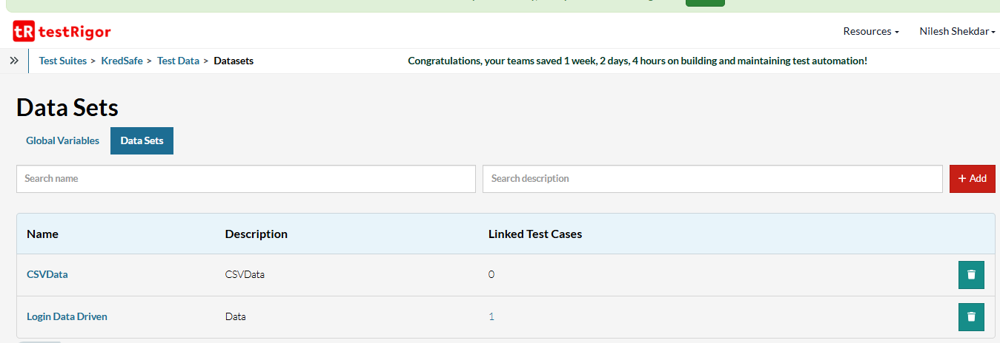 tR testRigor
Resources
Nilesh Shekdar
Test Suites > KredSafe > Test Data > Datasets
Congratulations, your teams saved 1 week, 2 days, 4 hours on building and maintaining test automation!
Data Sets
Global Variables
Data Sets
Search name
Search description
+ Add
Name Description Linked Test Cases
CSVData CSVData 0
Login Data Driven Data 1